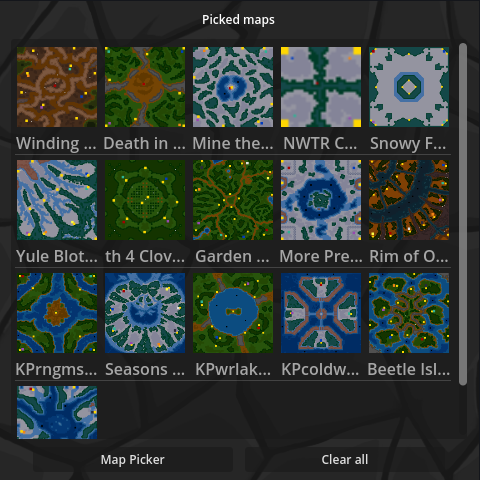 Picked maps
Winding ... Death in ... Mine the... NWTR C... Snowy F...
Yule Blot... th 4 Clov... Garden ... More Pre... Rim of O...
KPrngms... Seasons ... KPwrlak... KPcoldw... Beetle Isl...
Map Picker Clear all